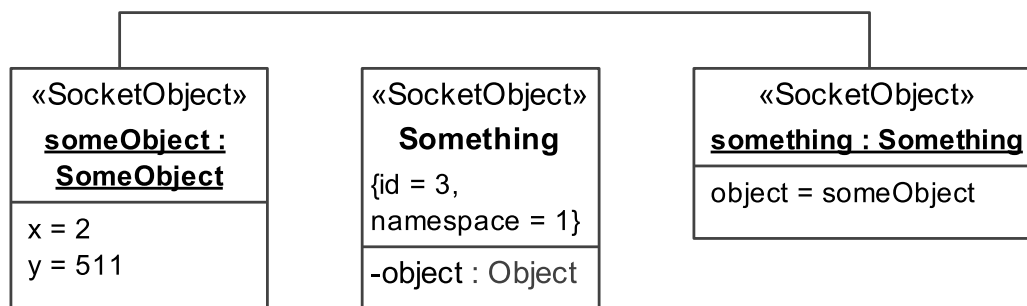 «SocketObject»
someObject :
SomeObject
x = 2
y = 511
«SocketObject»
Something
{id = 3,
namespace = 1}
-object : Object
«SocketObject»
something : Something
object = someObject